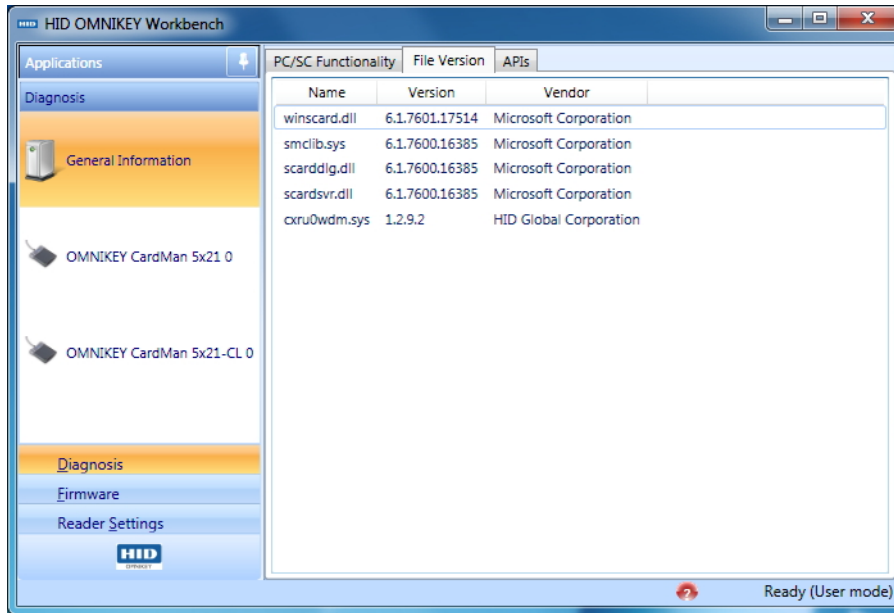 HID OMNIKEY Workbench
Applications
Diagnosis
General Information
OMNIKEY CardMan 5x21 0
OMNIKEY CardMan 5x21-CL 0
Diagnosis
Firmware
Reader Settings
HID
OMNIKEY
PC/SC Functionality File Version APIs
Name Version Vendor
winscard.dll 6.1.7601.17514 Microsoft Corporation
smclib.sys 6.1.7600.16385 Microsoft Corporation
scarddlg.dll 6.1.7600.16385 Microsoft Corporation
scardsvr.dll 6.1.7600.16385 Microsoft Corporation
cxru0wdm.sys 1.2.9.2 HID Global Corporation
Ready (User mode)